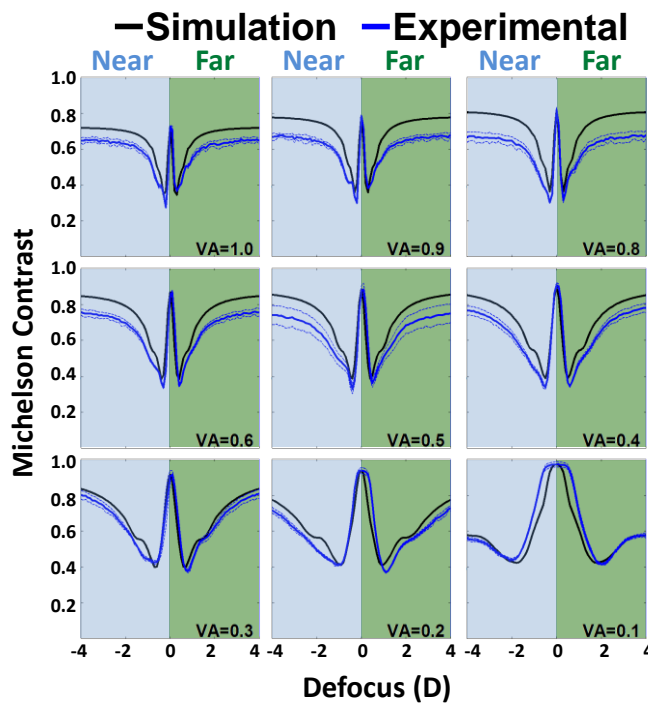 Simulation Experimental
Near Far Near Far Near Far
1.0
0.8
0.6
0.4
0.2
VA=1.0 VA=0.9 VA=0.8
1.0
0.8
0.6
0.4
0.2
VA=0.6 VA=0.5 VA=0.4
1.0
0.8
0.6
0.4
0.2
VA=0.3 VA=0.2 VA=0.1
-4 -2 0 2 4 -2 0 2 4 -2 0 2 4
Michelson Contrast
Defocus (D)